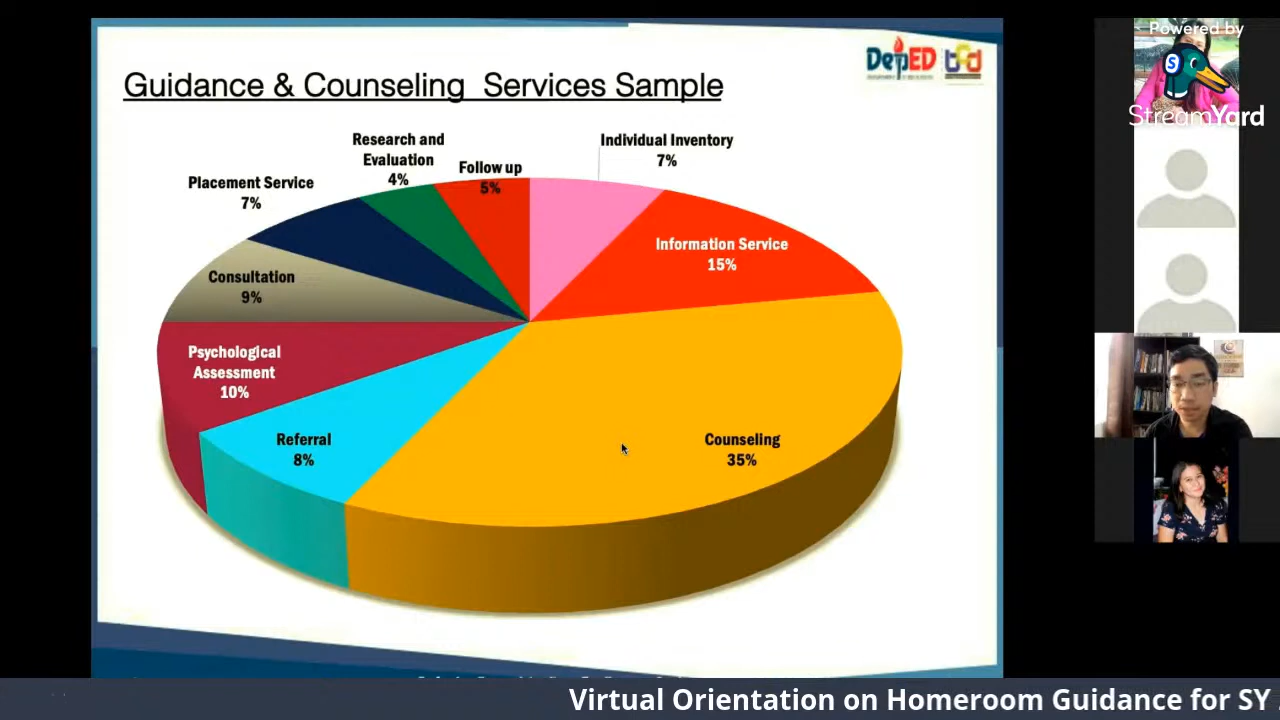 Guidance & Counseling Services Sample
DepED
Powered by
S
StreamYard
Research and
Evaluation
4%
Follow up
5%
Individual Inventory
7%
Placement Service
7%
Information Service
15%
Consultation
9%
Psychological
Assessment
10%
Referral
8%
Counseling
35%
Virtual Orientation on Homeroom Guidance for SY